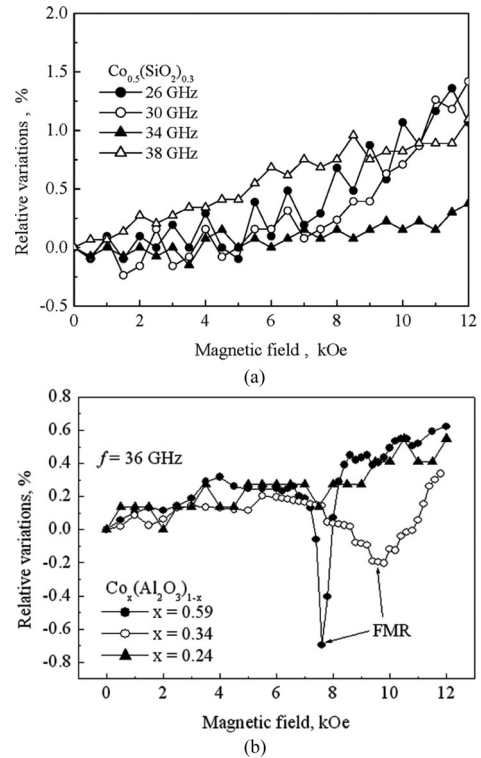 2.0
1.5
1.0
0.5
0.0
-0.5
Relative variations , %
Co0.5(SiO2)0.3
26 GHz
30 GHz
34 GHz
38 GHz
0 2 4 6 8 10 12
Magnetic field , kOe
(a)
0.8
0.6
0.4
0.2
0.0
-0.2
-0.4
-0.6
-0.8
Relative variations, %
f = 36 GHz
Cox(Al2O3)1-x
x = 0.59
x = 0.34
x = 0.24
FMR
0 2 4 6 8 10 12
Magnetic field, kOe
(b)